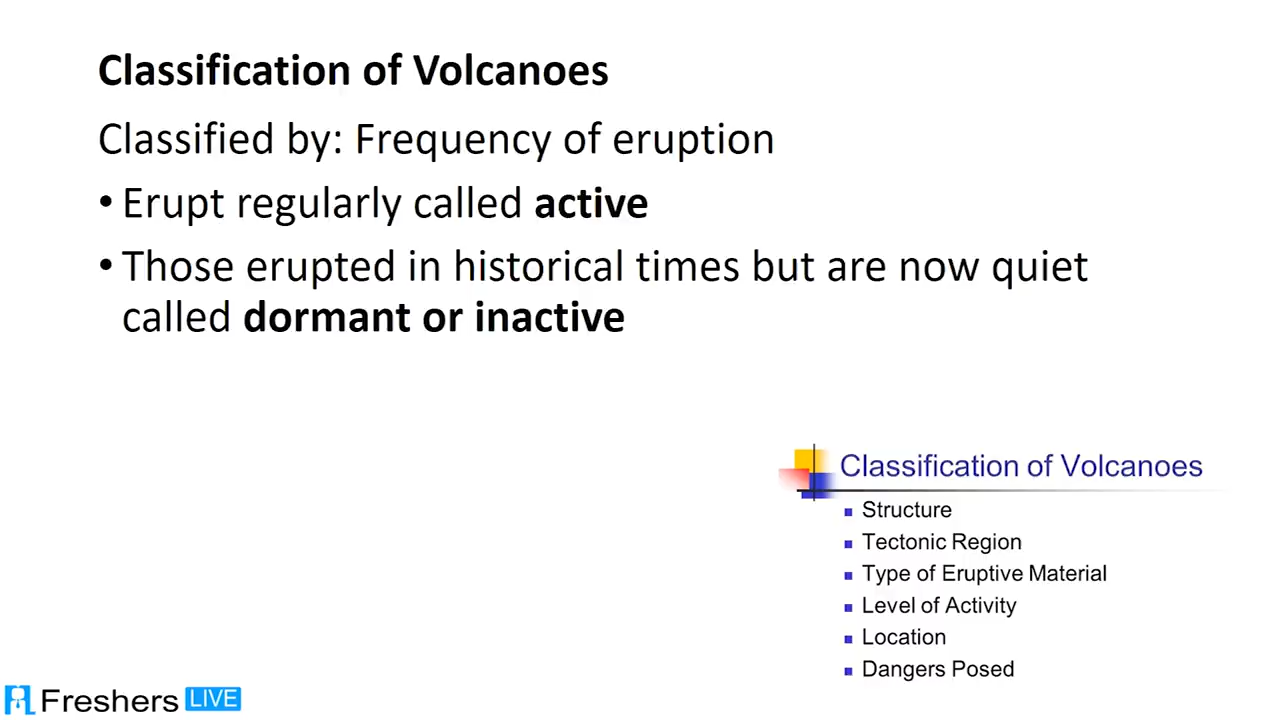 Classification of Volcanoes
Classified by: Frequency of eruption
• Erupt regularly called active
• Those erupted in historical times but are now quiet
called dormant or inactive
Classification of Volcanoes
Structure
Tectonic Region
Type of Eruptive Material
Level of Activity
Location
Dangers Posed
Freshers LIVE